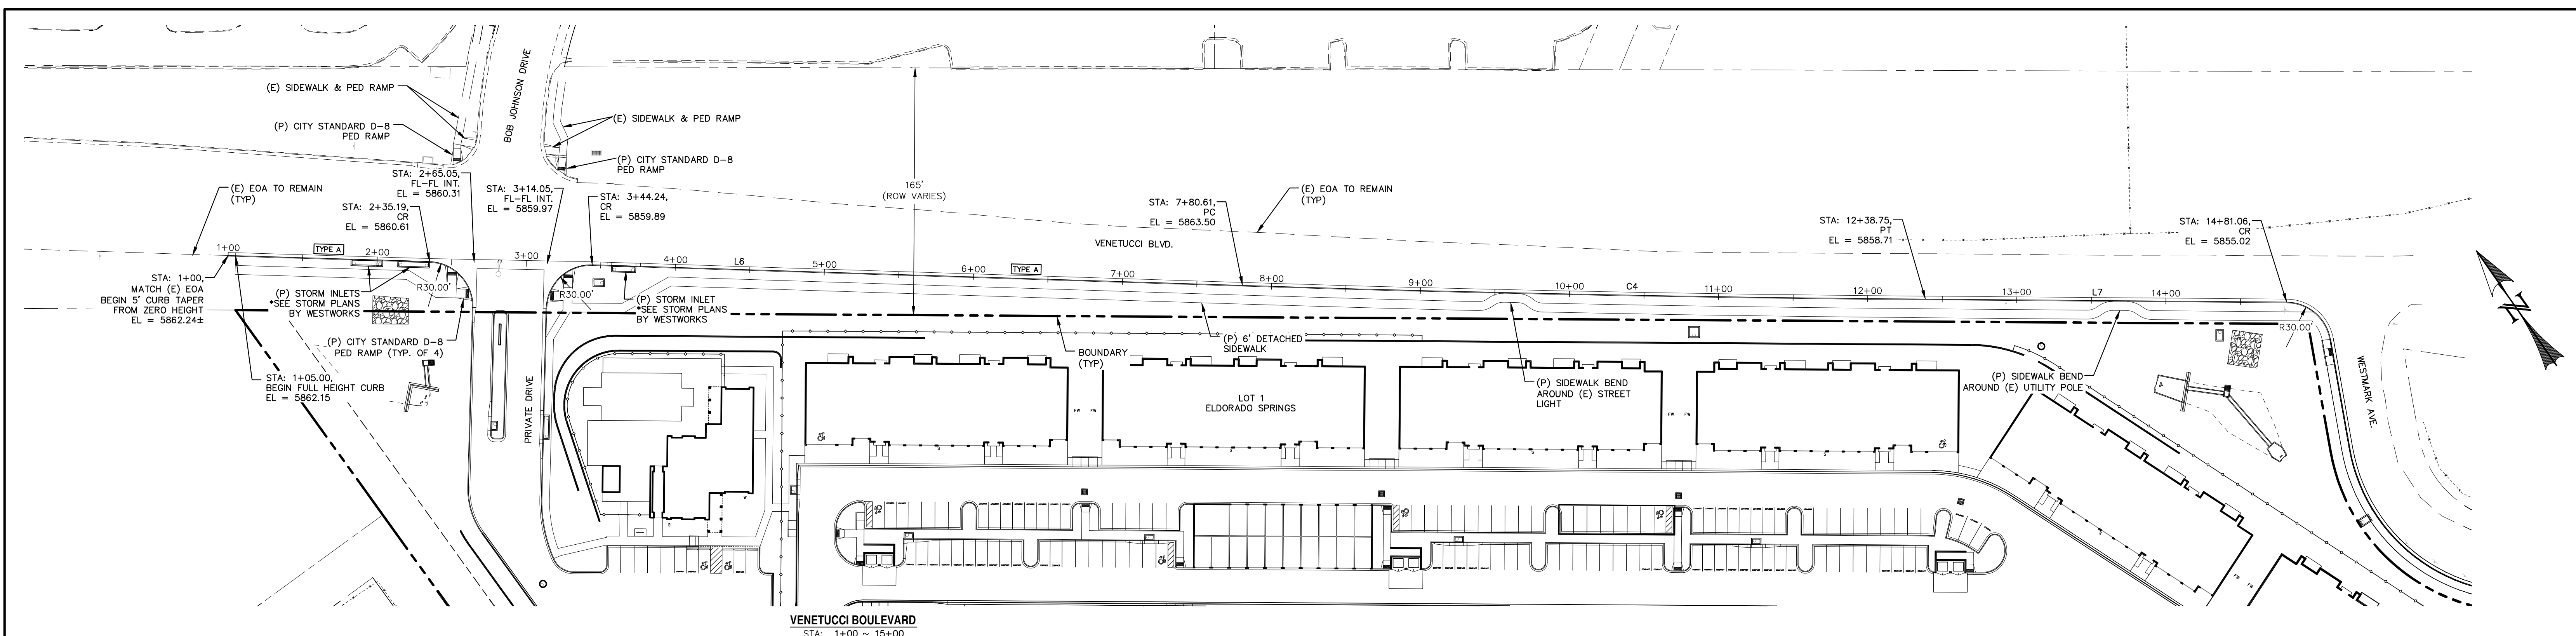 BOB JOHNSON DRIVE
(E) SIDEWALK & PED RAMP
(P) CITY STANDARD D-8
PED RAMP
(E) SIDEWALK & PED RAMP
(P) CITY STANDARD D-8
PED RAMP
(E) EOA TO REMAIN
(TYP)
STA: 2+65.05,
FL-FL INT.
EL = 5860.31
STA: 2+35.19,
CR
EL = 5860.61
STA: 3+14.05,
FL-FL INT.
EL = 5859.97
STA: 3+44.24,
CR
EL = 5859.89
165'
(ROW VARIES)
STA: 7+80.61,
PC
EL = 5863.50
(E) EOA TO REMAIN
(TYP)
VENETUCCI BLVD.
STA: 12+38.75,
PT
EL = 5858.71
STA: 14+81.06,
CR
EL = 5855.02
1+00
TYPE A
2+00
3+00
4+00
L6
5+00
6+00
TYPE A
7+00
8+00
9+00
10+00
C4
11+00
12+00
13+00
L7
14+00
N
STA: 1+00,
MATCH (E) EOA
BEGIN 5' CURB TAPER
FROM ZERO HEIGHT
EL = 5862.24±
(P) STORM INLETS
*SEE STORM PLANS
BY WESTWORKS
R30.00'
R30.00'
(P) STORM INLET
*SEE STORM PLANS
BY WESTWORKS
R30.00'
(P) CITY STANDARD D-8
PED RAMP (TYP. OF 4)
STA: 1+05.00,
BEGIN FULL HEIGHT CURB
EL = 5862.15
PRIVATE DRIVE
BOUNDARY
(TYP)
(P) 6' DETACHED
SIDEWALK
LOT 1
ELDORADO SPRINGS
(P) SIDEWALK BEND
AROUND (E) STREET
LIGHT
(P) SIDEWALK BEND
AROUND (E) UTILITY POLE
WESTMARK AVE.
FW FW
FW FW
FW FW
VENETUCCI BOULEVARD
STA: 1+00 ~ 15+00